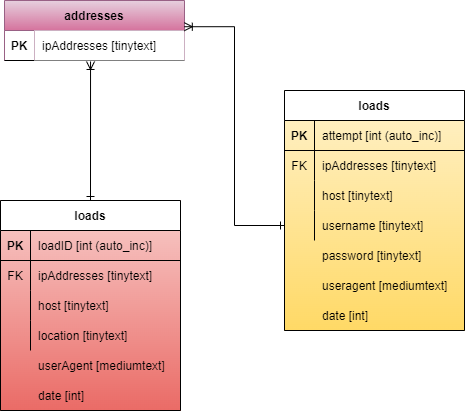 addresses
PK ipAddresses [tinytext]
loads
PK attempt [int (auto_inc)]
FK ipAddresses [tinytext]
host [tinytext]
username [tinytext]
password [tinytext]
useragent [mediumtext]
date [int]
loads
PK loadID [int (auto_inc)]
FK ipAddresses [tinytext]
host [tinytext]
location [tinytext]
userAgent [mediumtext]
date [int]